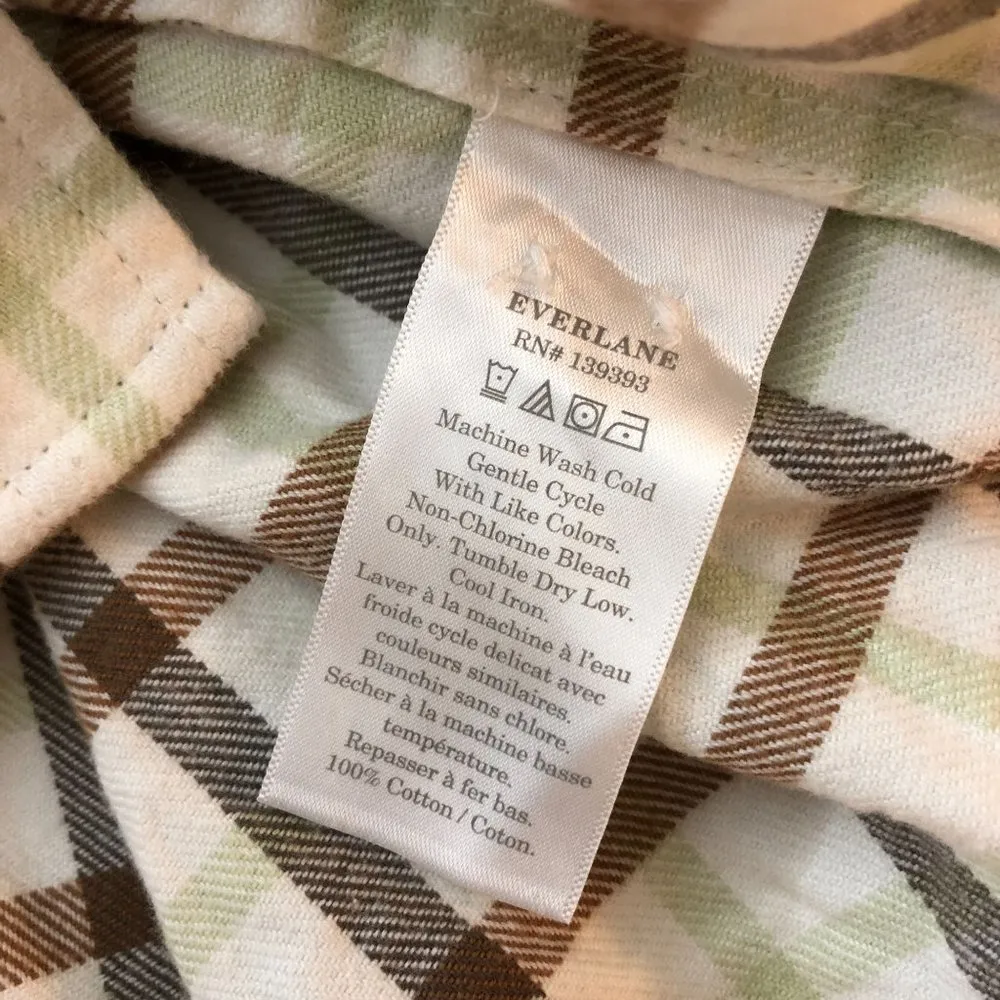 EVERLANE
RN# 139393
Machine Wash Cold
Gentle Cycle
With Like Colors.
Non-Chlorine Bleach
Only. Tumble Dry Low.
Cool Iron.
Laver à la machine à l'eau
froide cycle delicat avec
couleurs similaires.
Blanchir sans chlore.
Sécher à la machine basse
température.
Repasser à fer bas.
100% Cotton / Coton.